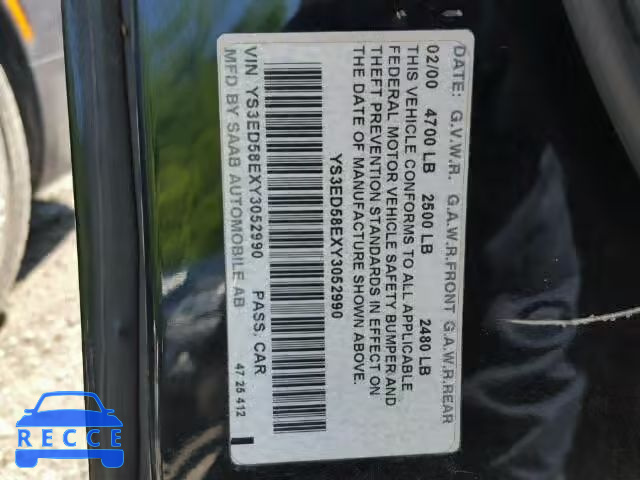 DATE: G.V.W.R. G.A.W.R.FRONT G.A.W.R.REAR
02/00 4700 LB 2500 LB 2480 LB
THIS VEHICLE CONFORMS TO ALL APPLICABLE
FEDERAL MOTOR VEHICLE SAFETY BUMPER AND
THEFT PREVENTION STANDARDS IN EFFECT ON
THE DATE OF MANUFACTURE SHOWN ABOVE.
YS3ED58EXY3052990
VIN YS3ED58EXY3052990 PASS. CAR
MFD BY SAAB AUTOMOBILE AB 47 25 412
RECCE